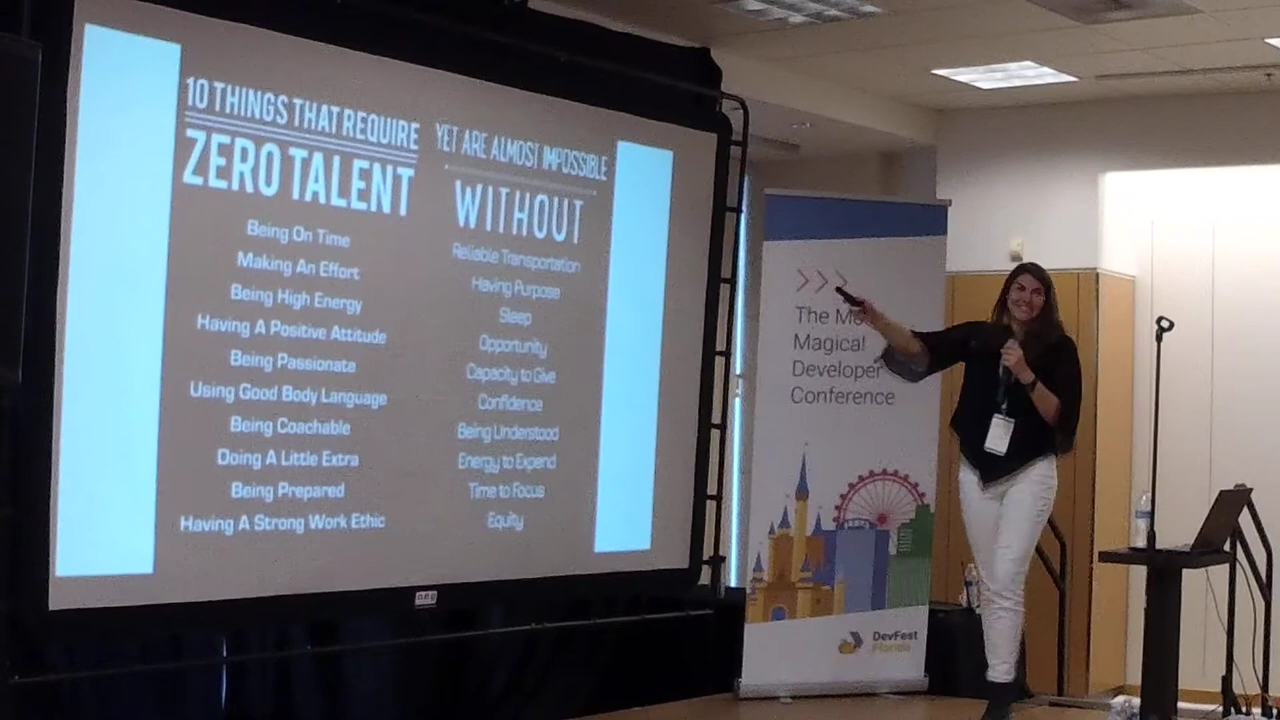 10 THINGS THAT REQUIRE
ZERO TALENT
Being On Time
Making An Effort
Being High Energy
Having A Positive Attitude
Being Passionate
Using Good Body Language
Being Coachable
Doing A Little Extra
Being Prepared
Having A Strong Work Ethic
YET ARE ALMOST IMPOSSIBLE
WITHOUT
Reliable Transportation
Having Purpose
Sleep
Opportunity
Capacity to Give
Confidence
Being Understood
Energy to Expend
Time to Focus
Equity
The
Magical
Developer
Conference
DevFest
Florida